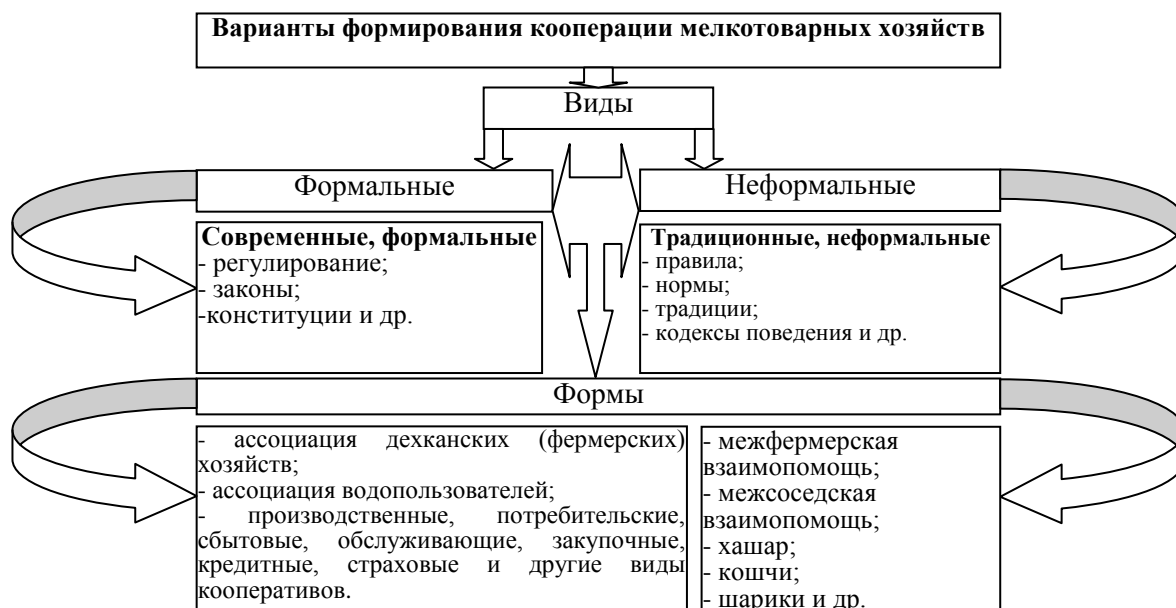 Варианты формирования кооперации мелкотоварных хозяйств
Виды
Формальные
Неформальные
Современные, формальные
- регулирование;
- законы;
-конституции и др.
Традиционные, неформальные
- правила;
- нормы;
- традиции;
- кодексы поведения и др.
Формы
- ассоциация дехканских (фермерских)
хозяйств;
- ассоциация водопользователей;
- производственные, потребительские,
сбытовые, обслуживающие, закупочные,
кредитные, страховые и другие виды
кооперативов.
- межфермерская
взаимопомощь;
- межсоседская
взаимопомощь;
- хашар;
- кошчи;
- шарики и др.